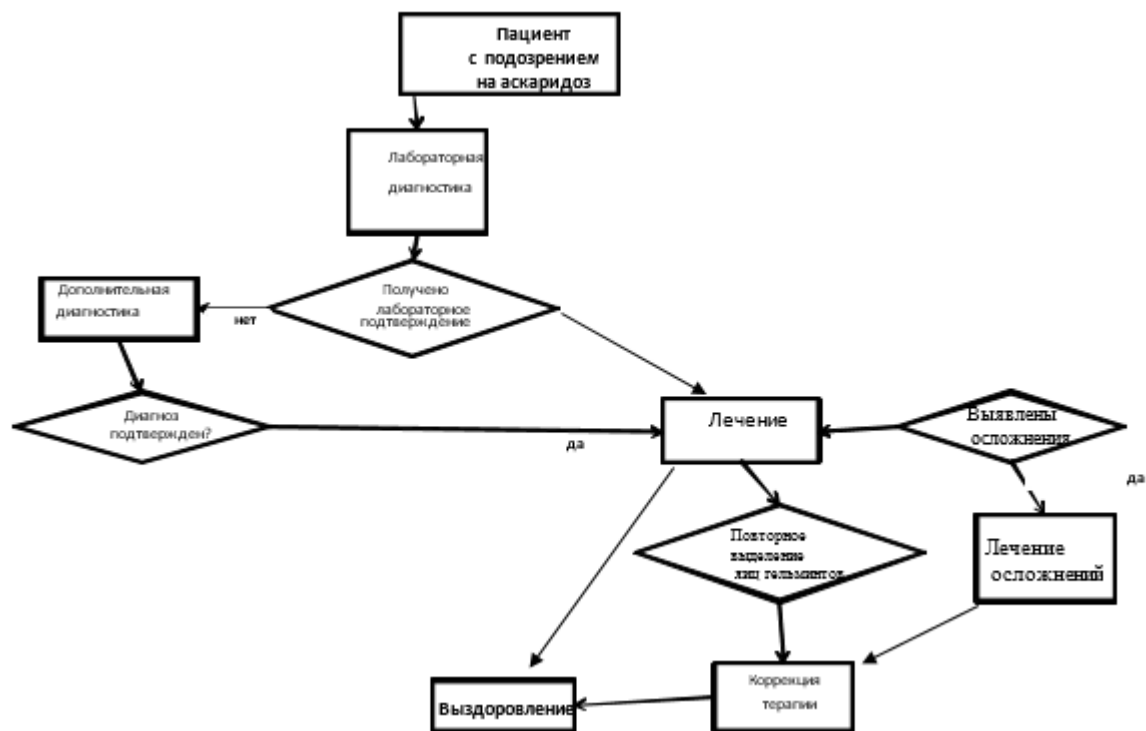 Пациент
с подозрением
на аскаридоз
Лабораторная
диагностика
Получено
лабораторное
подтверждение
нет
Дополнительная
диагностика
Диагноз
подтвержден?
да
Лечение
Выявлены
осложнения
да
Повторное
выделение
яиц гельминтов
Лечение
осложнений
Коррекция
терапии
Выздоровление